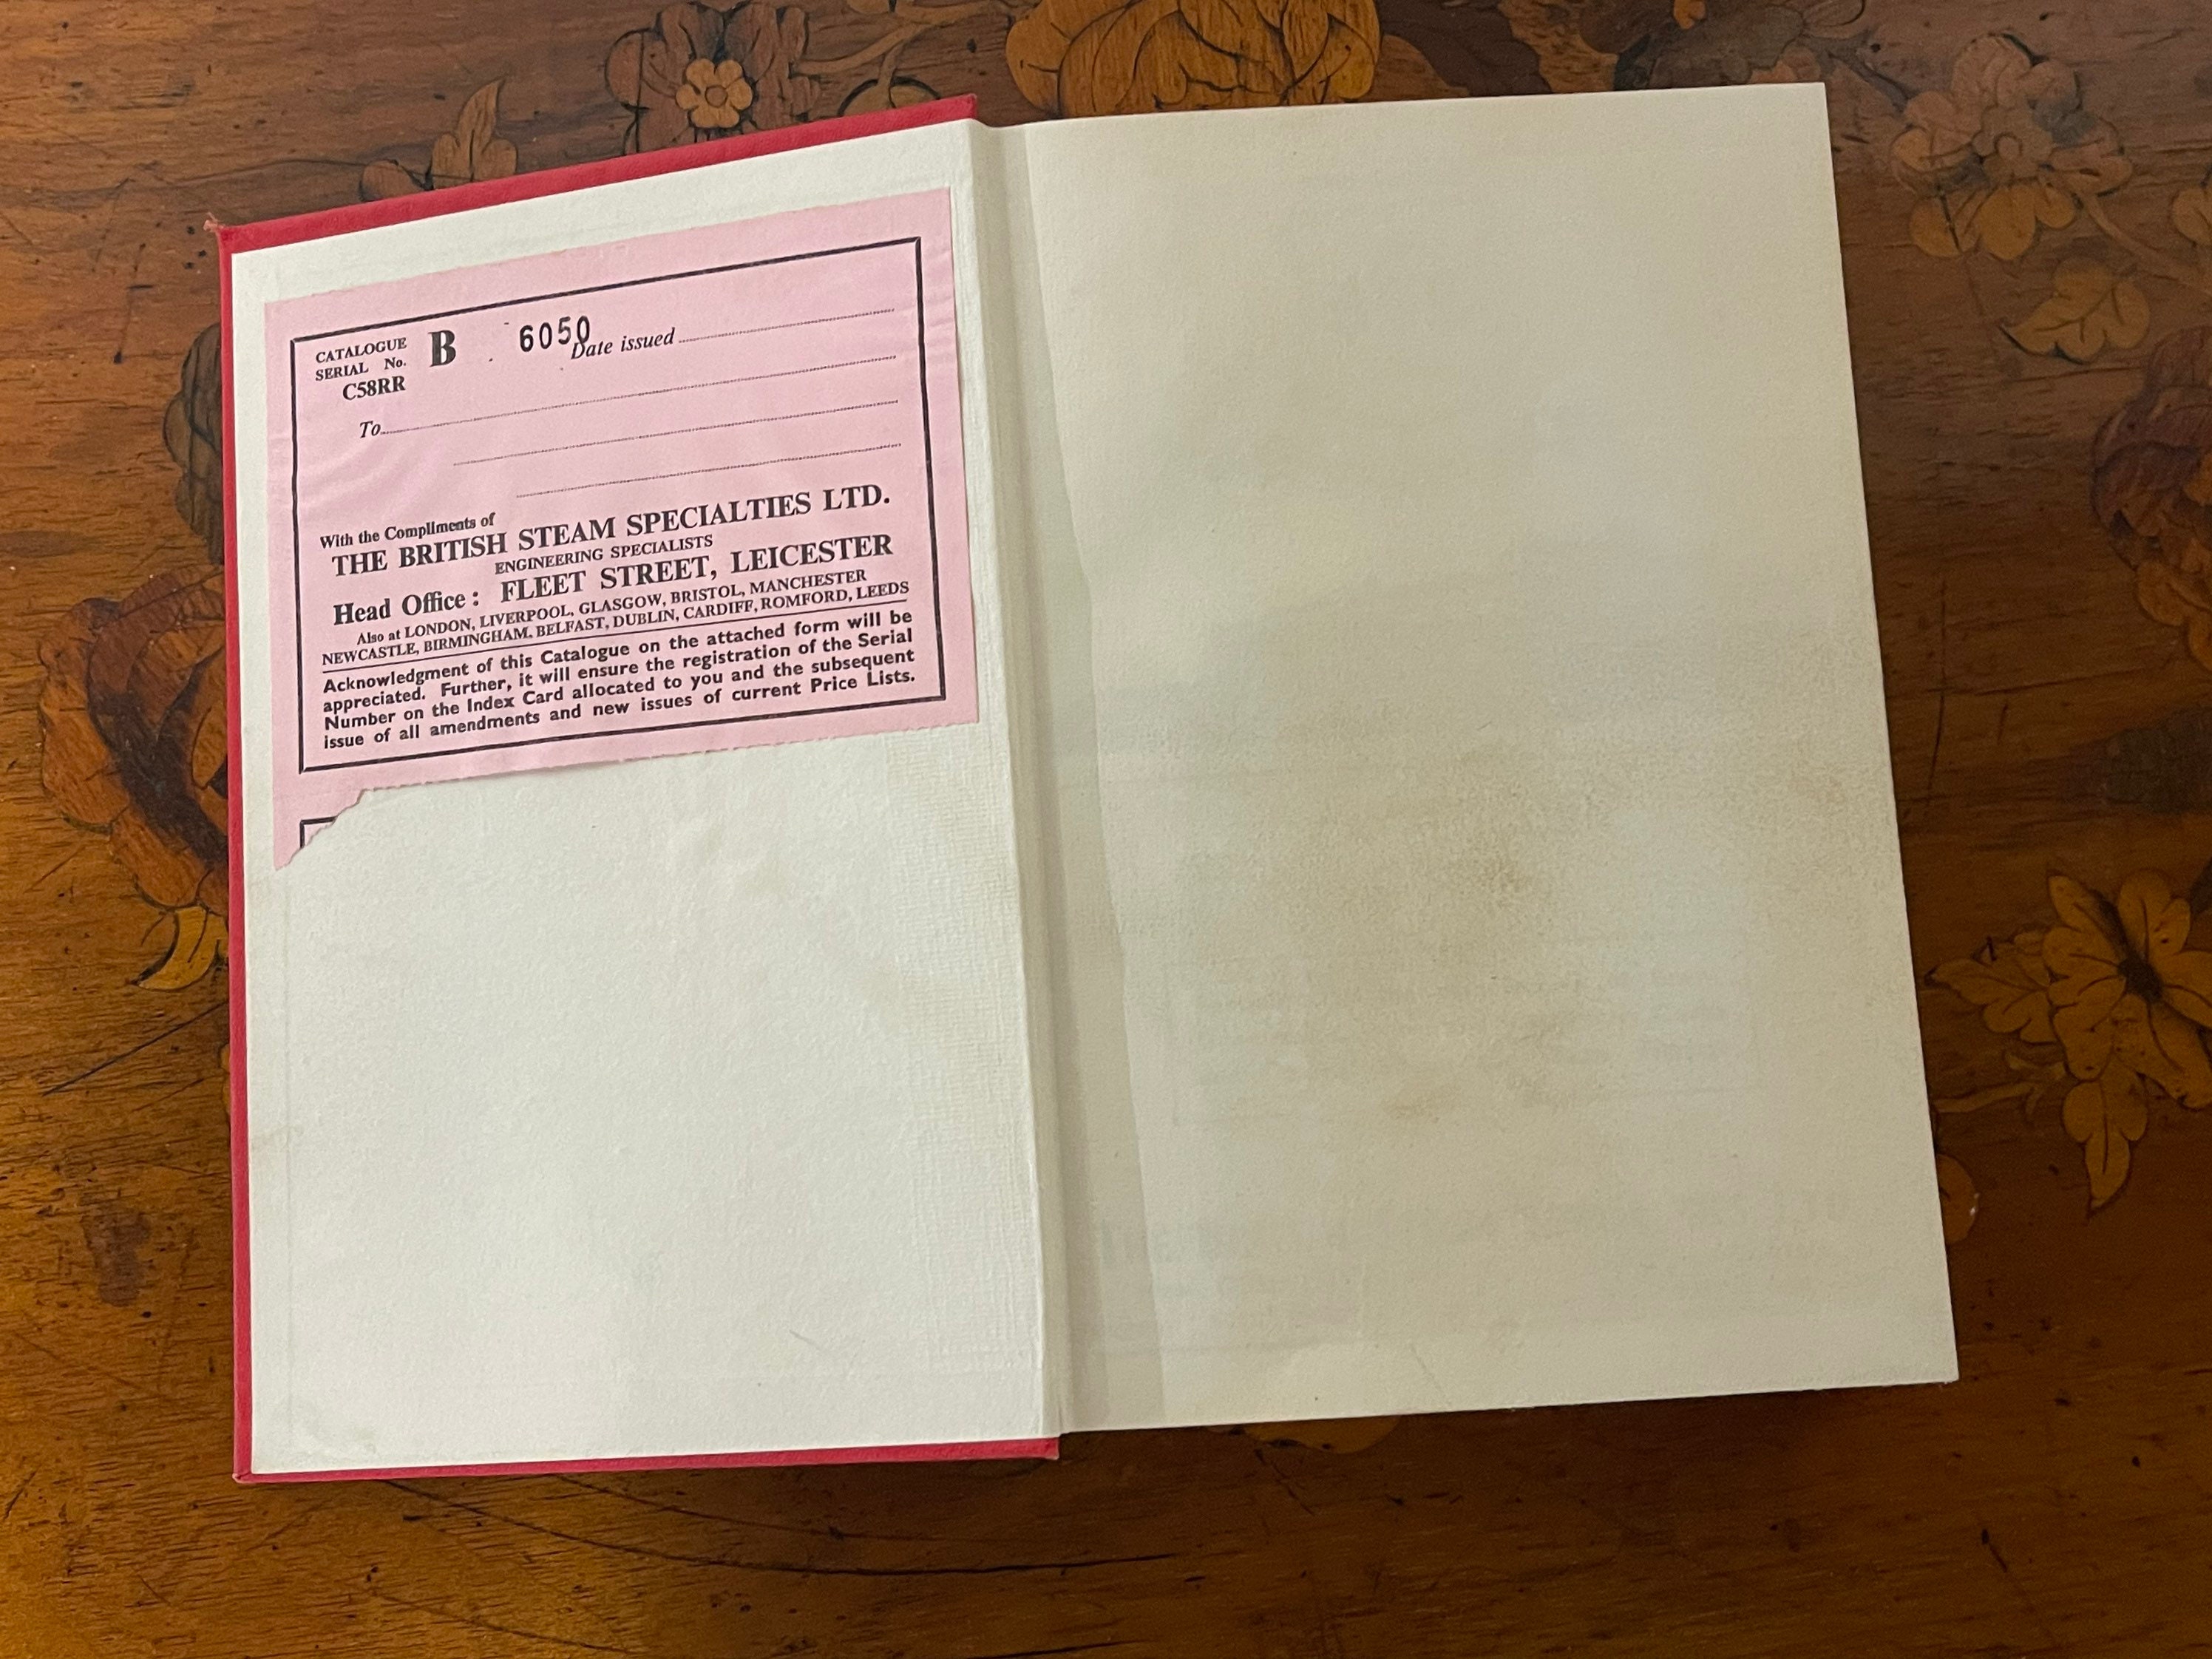 CATALOGUE
SERIAL No. B 6050 Date issued
C58RR
To
With the Compliments of
THE BRITISH STEAM SPECIALTIES LTD.
ENGINEERING SPECIALISTS
Head Office: FLEET STREET, LEICESTER
Also at LONDON, LIVERPOOL, GLASGOW, BRISTOL, MANCHESTER
NEWCASTLE, BIRMINGHAM, BELFAST, DUBLIN, CARDIFF, ROMFORD, LEEDS
Acknowledgment of this Catalogue on the attached form will be
appreciated. Further, it will ensure the registration of the Serial
Number on the Index Card allocated to you and the subsequent
issue of all amendments and new issues of current Price Lists.